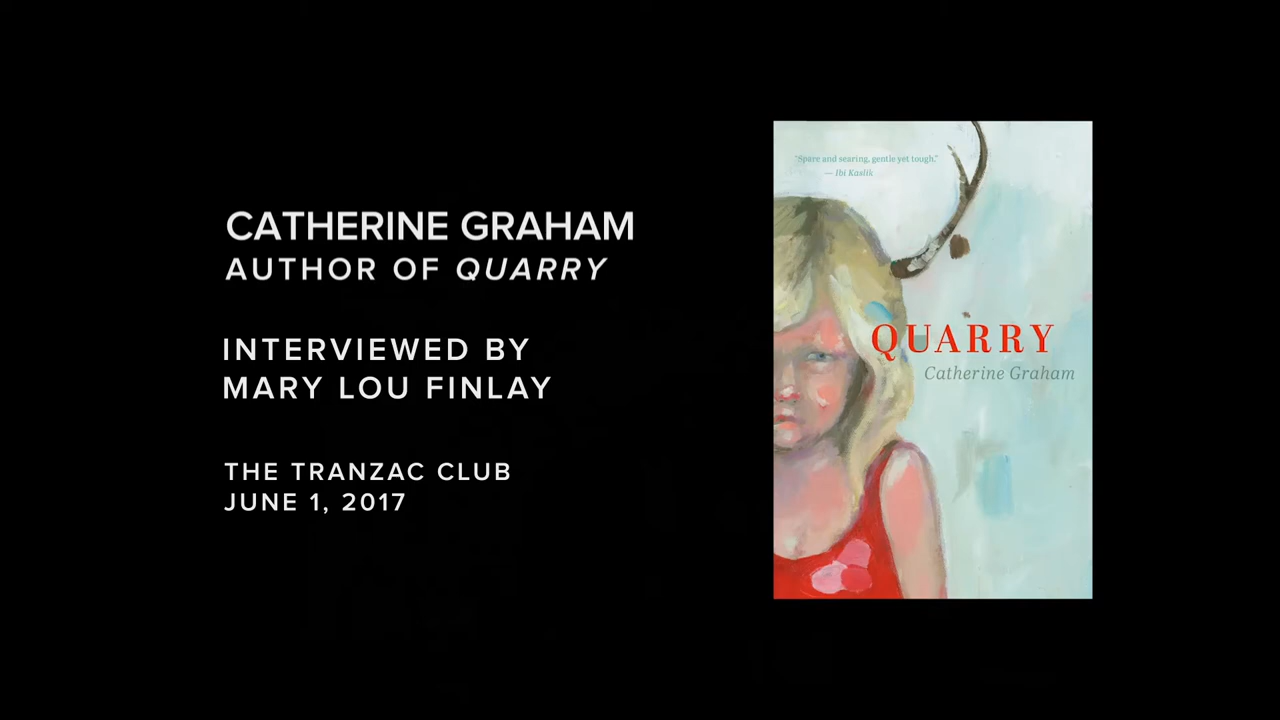 CATHERINE GRAHAM
AUTHOR OF QUARRY
INTERVIEWED BY
MARY LOU FINLAY
THE TRANZAC CLUB
JUNE 1, 2017
"Spare and searing, gentle yet tough."
— Ibi Kaslik
QUARRY
Catherine Graham